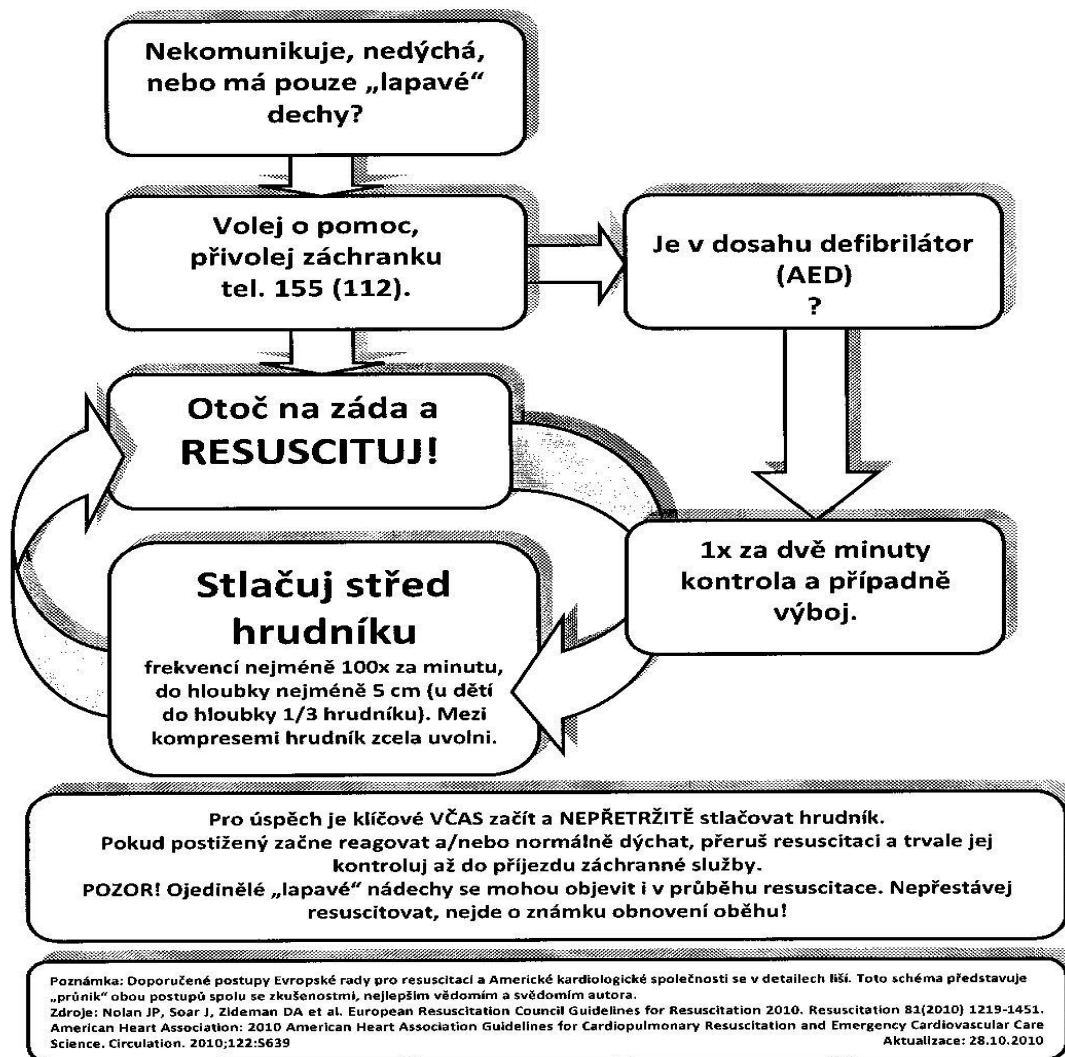 Nekomunikuje, nedýchá,
nebo má pouze „lapavé“
dechy?
Volej o pomoc,
přivolej záchranku
tel. 155 (112).
Je v dosahu defibrilátor
(AED)
?
Otoč na záda a
RESUSCITUJ!
1x za dvě minuty
kontrola a případně
výboj.
Stlačuj střed
hrudníku
frekvencí nejméně 100x za minutu,
do hloubky nejméně 5 cm (u dětí
do hloubky 1/3 hrudníku). Mezi
kompresemi hrudník zcela uvolni.
Pro úspěch je klíčové VČAS začít a NEPŘETRŽITĚ stlačovat hrudník.
Pokud postižený začne reagovat a/nebo normálně dýchat, přeruš resuscitaci a trvale jej
kontroluj až do příjezdu záchranné služby.
POZOR! Ojedinělé „lapavé“ nádechy se mohou objevit i v průběhu resuscitace. Nepřestávej
resuscitovat, nejde o známku obnovení oběhu!
Poznámka: Doporučené postupy Evropské rady pro resuscitaci a Americké kardiologické společnosti se v detailech liší. Toto schéma představuje
„průnik“ obou postupů spolu se zkušenostmi, nejlepším vědomím a svědomím autora.
Zdroje: Nolan JP, Soar J, Zideman DA et al. European Resuscitation Council Guidelines for Resuscitation 2010. Resuscitation 81(2010) 1219-1451.
American Heart Association: 2010 American Heart Association Guidelines for Cardiopulmonary Resuscitation and Emergency Cardiovascular Care
Science. Circulation. 2010;122:S639 Aktualizace: 28.10.2010